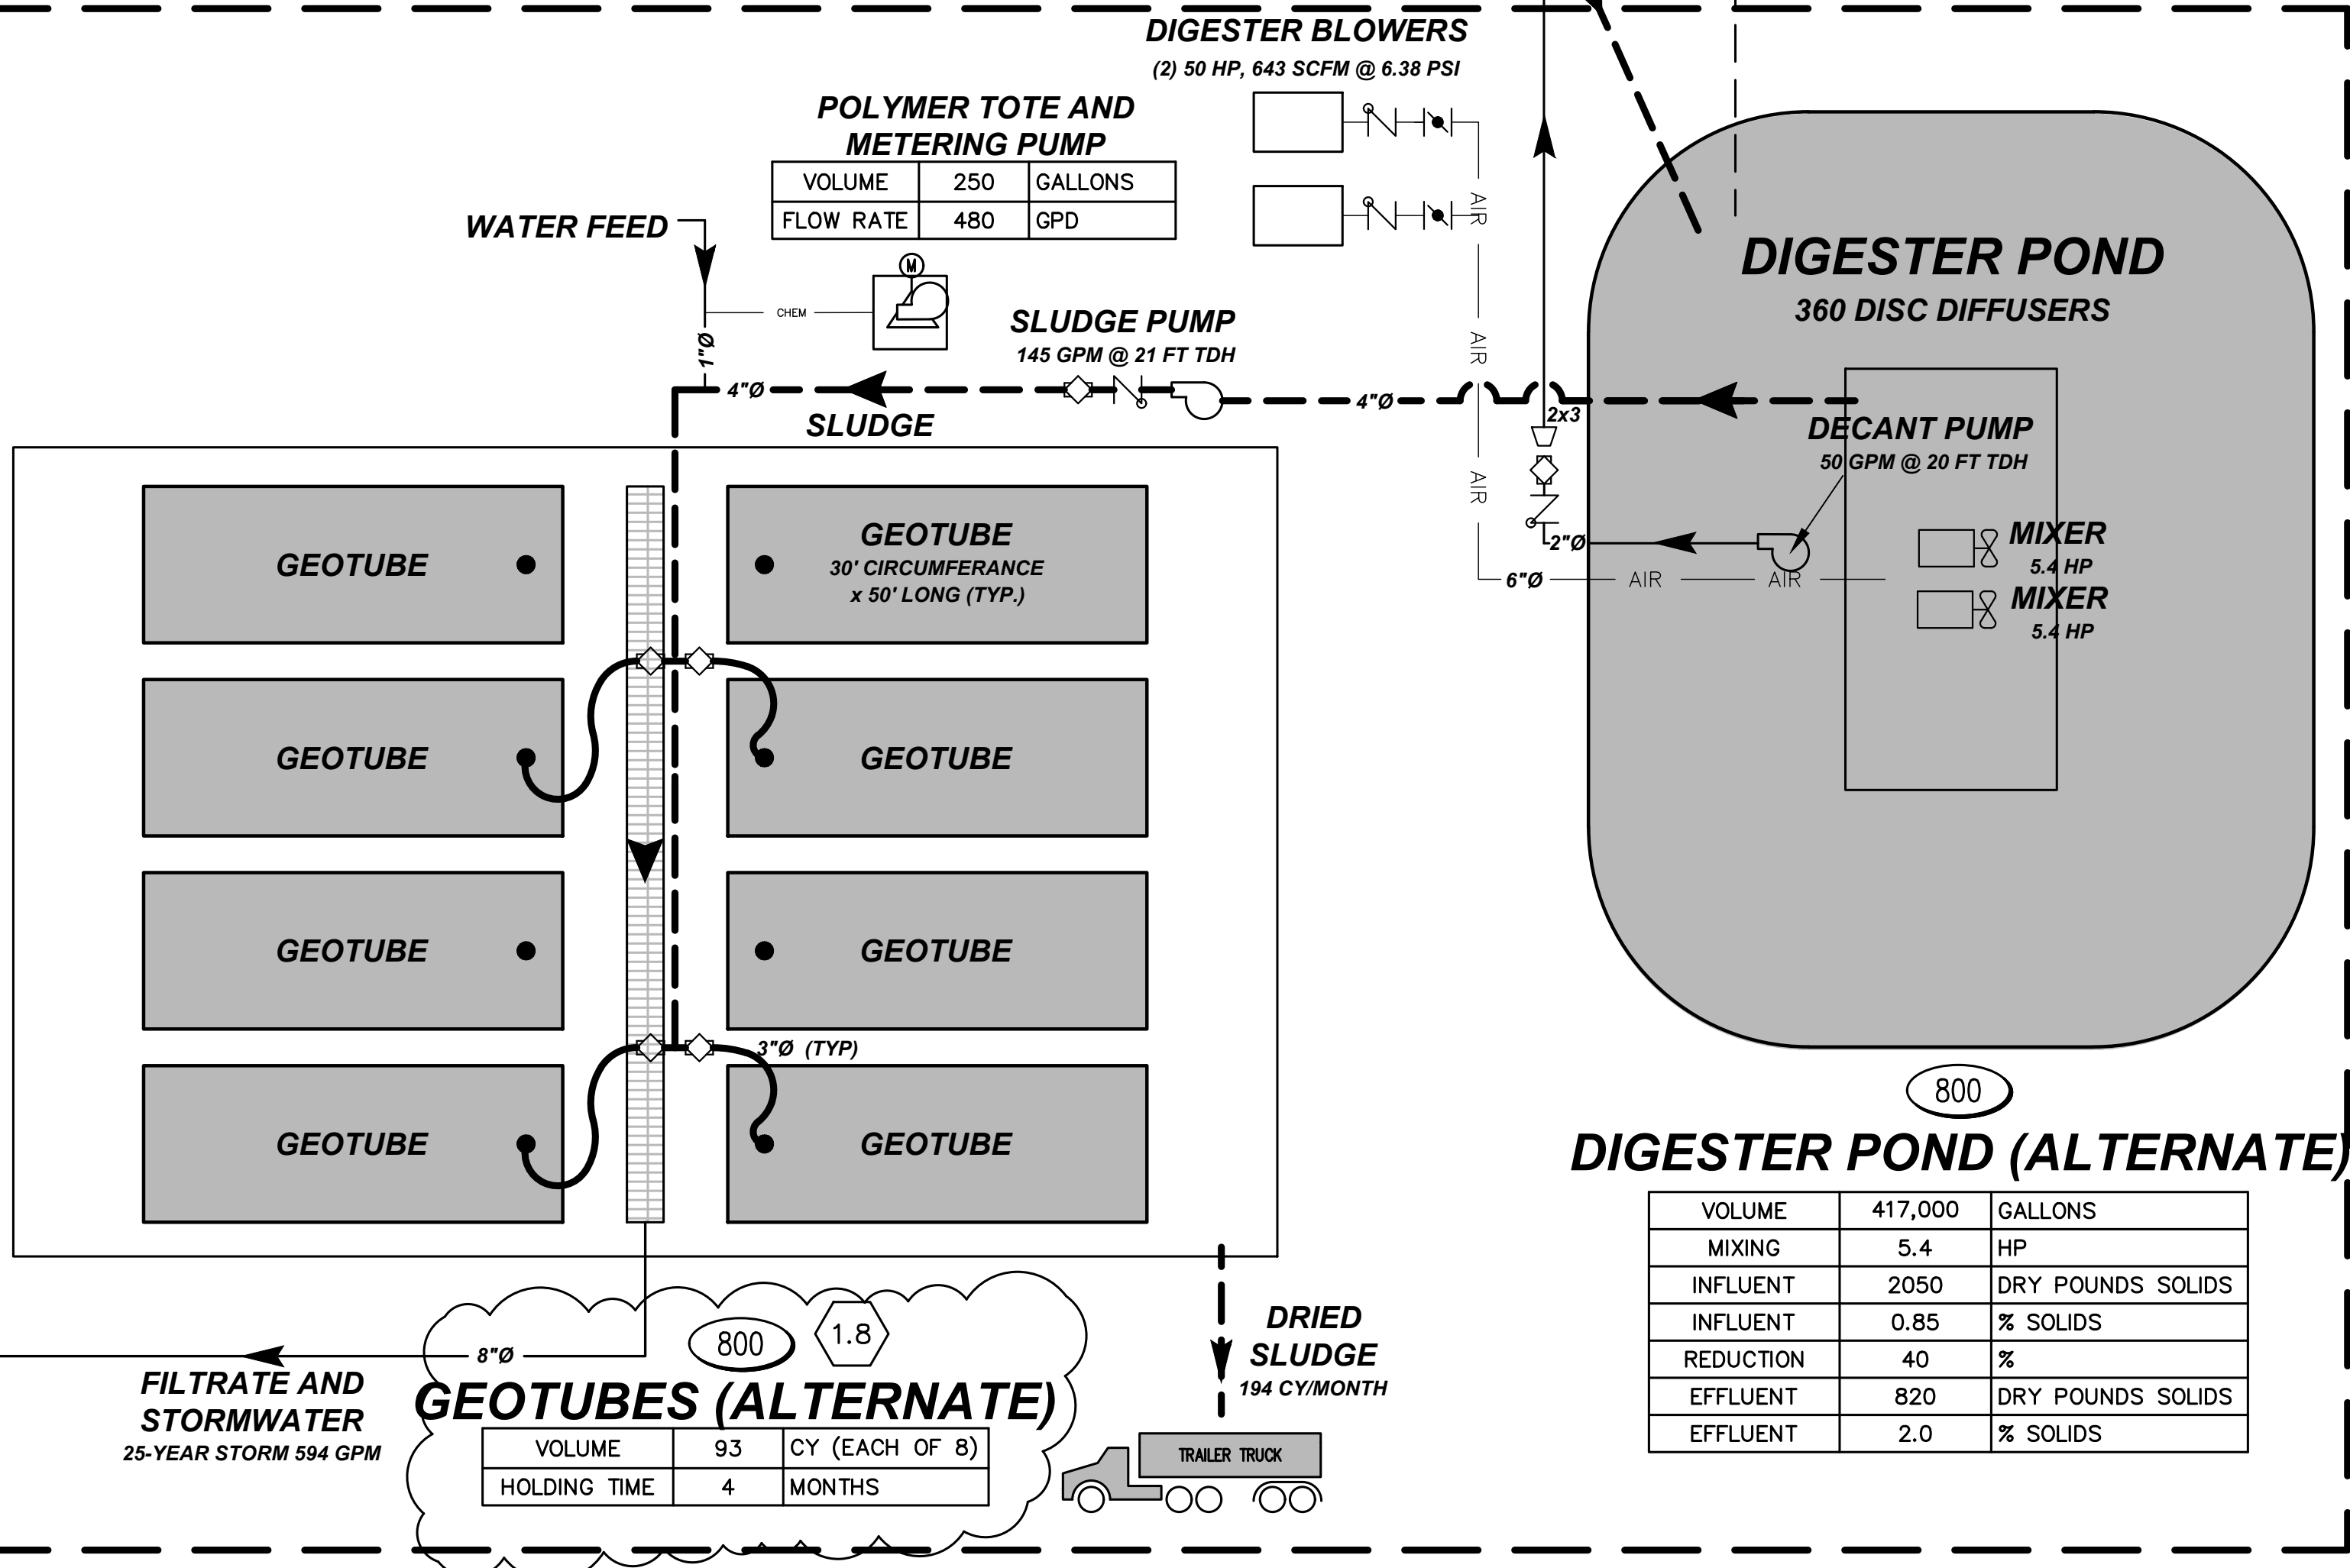 DIGESTER BLOWERS
(2) 50 HP, 643 SCFM @ 6.38 PSI
POLYMER TOTE AND
METERING PUMP
VOLUME 250 GALLONS
FLOW RATE 480 GPD
WATER FEED
M
CHEM
1"Ø
SLUDGE PUMP
145 GPM @ 21 FT TDH
4"Ø
4"Ø
SLUDGE
AIR
AIR
AIR
DIGESTER POND
360 DISC DIFFUSERS
2x3
DECANT PUMP
50 GPM @ 20 FT TDH
2"Ø
6"Ø
AIR
AIR
MIXER
5.4 HP
MIXER
5.4 HP
GEOTUBE
GEOTUBE
30' CIRCUMFERANCE
x 50' LONG (TYP.)
GEOTUBE
GEOTUBE
GEOTUBE
GEOTUBE
3"Ø (TYP)
GEOTUBE
GEOTUBE
800
DIGESTER POND (ALTERNATE)
VOLUME 417,000 GALLONS
MIXING 5.4 HP
INFLUENT 2050 DRY POUNDS SOLIDS
INFLUENT 0.85 % SOLIDS
REDUCTION 40 %
EFFLUENT 820 DRY POUNDS SOLIDS
EFFLUENT 2.0 % SOLIDS
8"Ø
FILTRATE AND
STORMWATER
25-YEAR STORM 594 GPM
800
1.8
GEOTUBES (ALTERNATE)
VOLUME 93 CY (EACH OF 8)
HOLDING TIME 4 MONTHS
DRIED
SLUDGE
194 CY/MONTH
TRAILER TRUCK